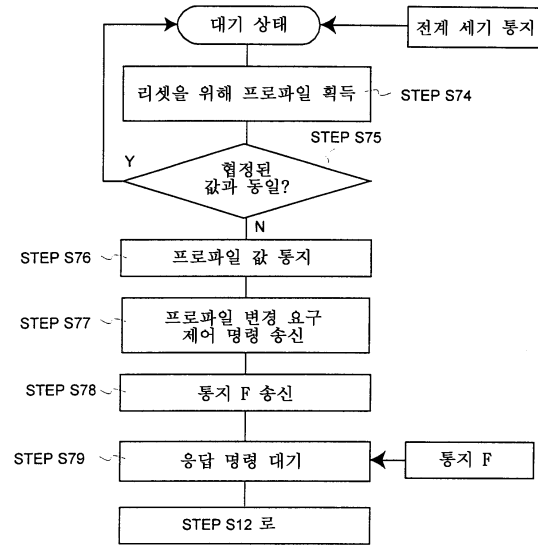 대기 상태
전계 세기 통지
리셋을 위해 프로파일 획득
STEP S74
STEP S75
Y
협정된
값과 동일?
N
STEP S76
프로파일 값 통지
STEP S77
프로파일 변경 요구
제어 명령 송신
STEP S78
통지 F 송신
STEP S79
응답 명령 대기
통지 F
STEP S12 로